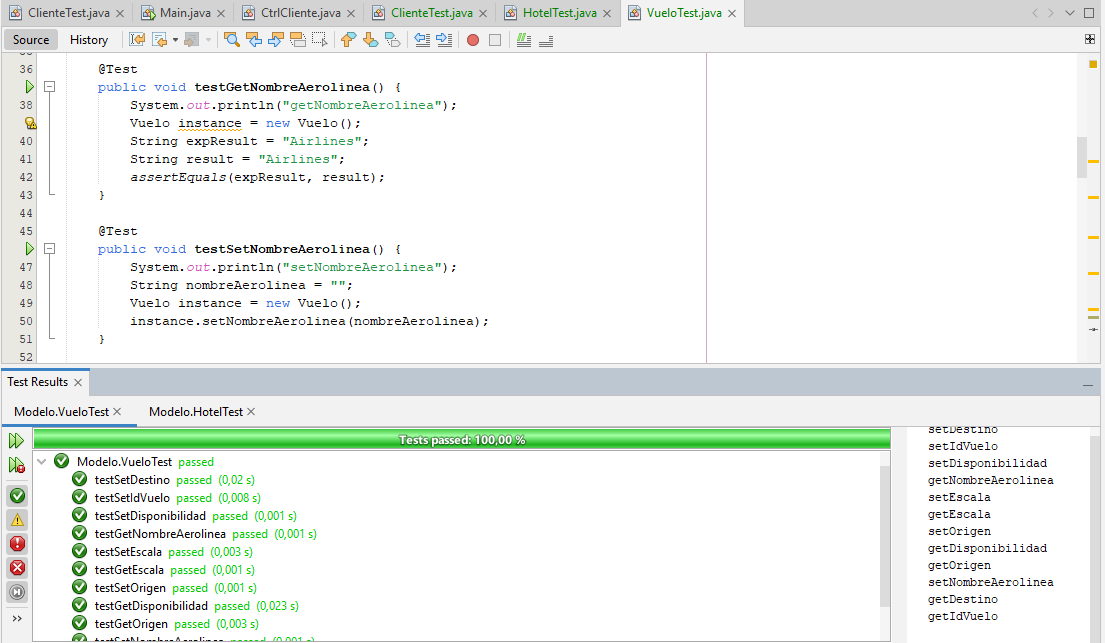 ClienteTest.java Main.java CtrlCliente.java ClienteTest.java HotelTest.java VueloTest.java
Source History
36 @Test
public void testGetNombreAerolinea() {
38 System.out.println("getNombreAerolinea");
Vuelo instance = new Vuelo();
40 String expResult = "Airlines";
41 String result = "Airlines";
42 assertEquals(expResult, result);
43 }
44
45 @Test
public void testSetNombreAerolinea() {
47 System.out.println("setNombreAerolinea");
48 String nombreAerolinea = "";
49 Vuelo instance = new Vuelo();
50 instance.setNombreAerolinea(nombreAerolinea);
51 }
52
Test Results
Modelo.VueloTest Modelo.HotelTest
Tests passed: 100,00 %
Modelo.VueloTest passed
testSetDestino passed (0,02 s)
testSetIdVuelo passed (0,008 s)
testSetDisponibilidad passed (0,001 s)
testGetNombreAerolinea passed (0,001 s)
testSetEscala passed (0,003 s)
testGetEscala passed (0,001 s)
testSetOrigen passed (0,001 s)
testGetDisponibilidad passed (0,023 s)
testGetOrigen passed (0,003 s)
testSetNombreAerolinea passed (0,001 s)
setDestino
setIdVuelo
setDisponibilidad
getNombreAerolinea
setEscala
getEscala
setOrigen
getDisponibilidad
getOrigen
setNombreAerolinea
getDestino
getIdVuelo